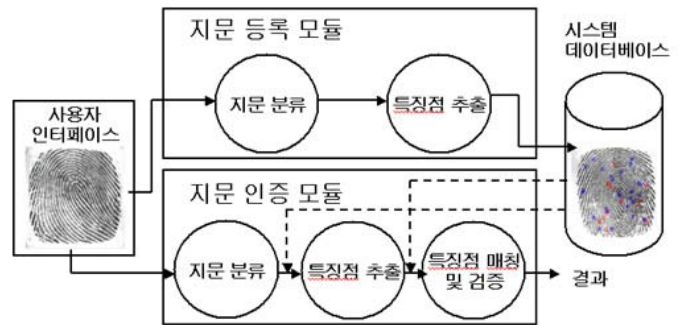 지문 등록 모듈
시스템
데이터베이스
지문 분류
특징점 추출
사용자
인터페이스
지문 인증 모듈
지문 분류
특징점 추출
특징점 매칭
및 검증
결과